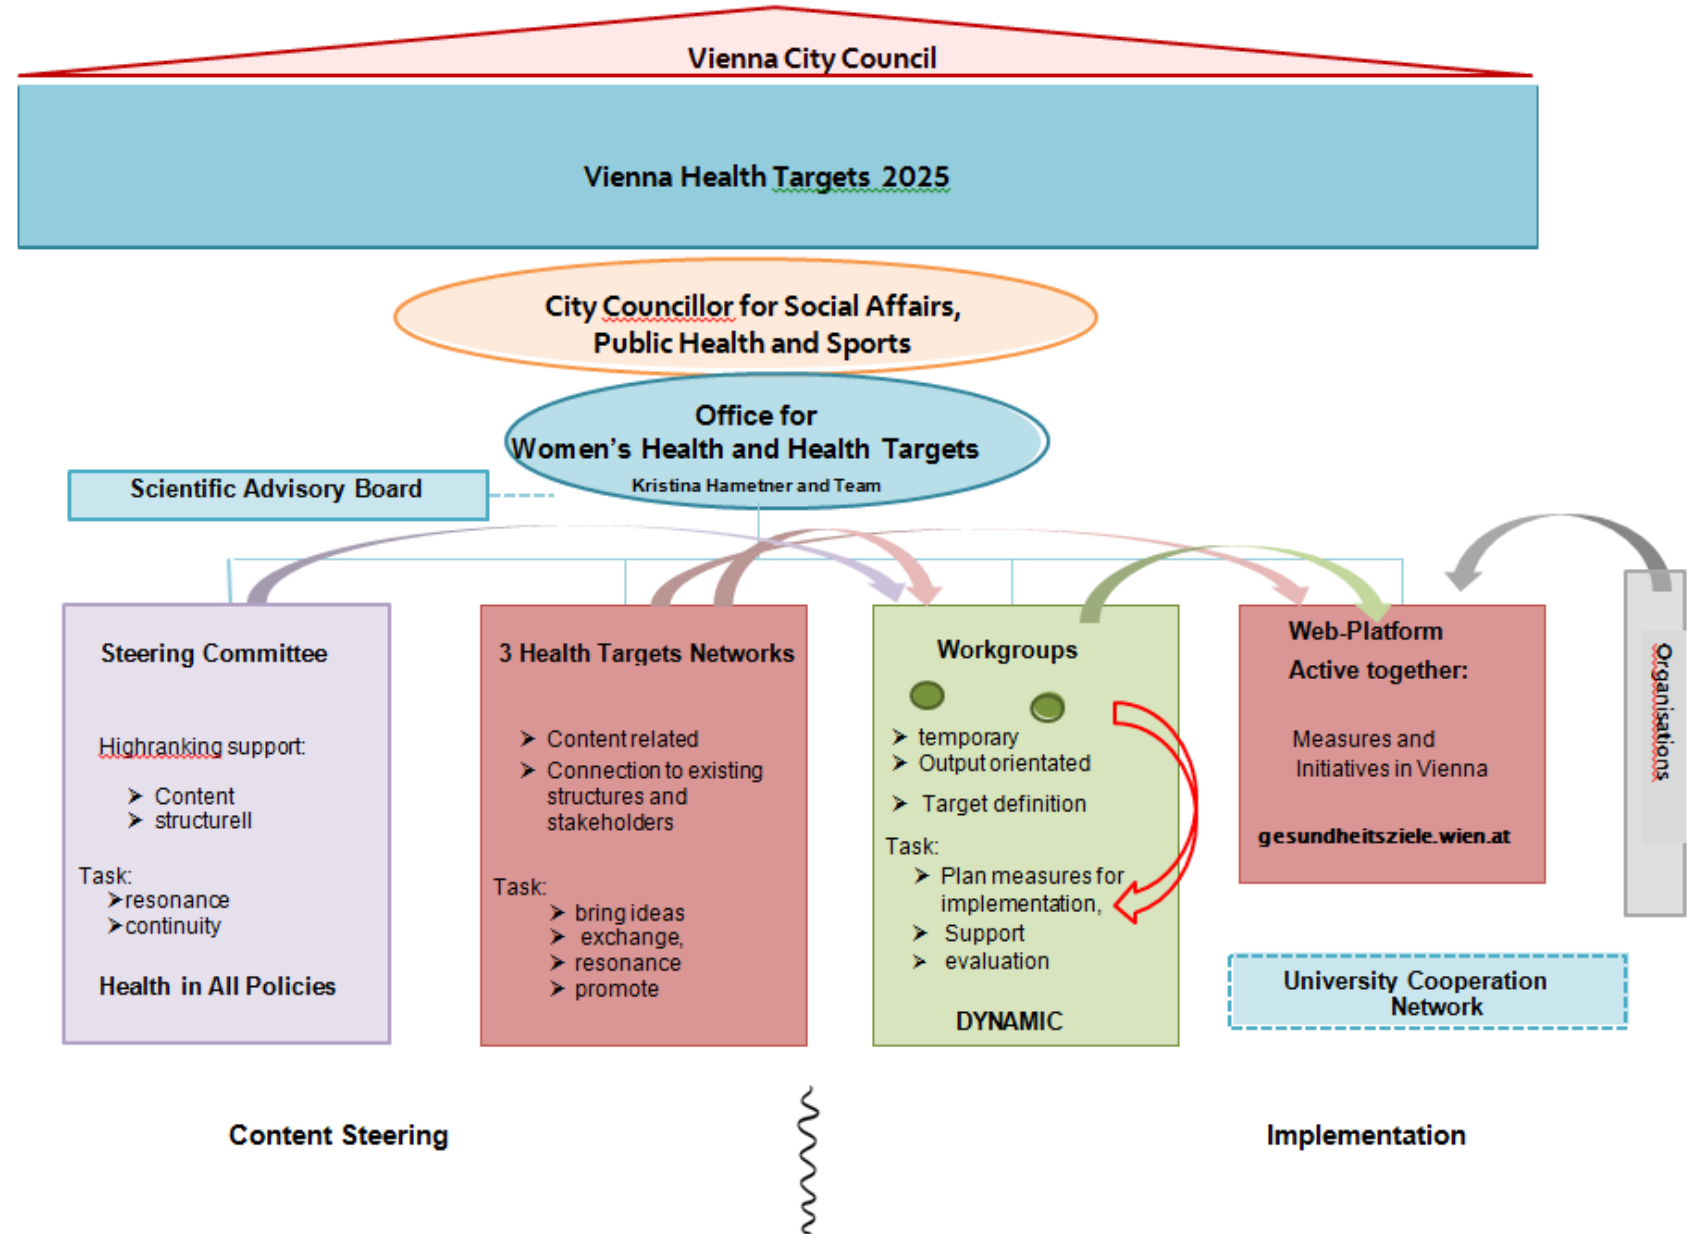 Vienna City Council
Vienna Health Targets 2025
City Councillor for Social Affairs,
Public Health and Sports
Office for
Women's Health and Health Targets
Kristina Hametner and Team
Scientific Advisory Board
Steering Committee
Highranking support:
➢ Content
➢ structurell
Task:
➢resonance
➢continuity
Health in All Policies
3 Health Targets Networks
➢ Content related
➢ Connection to existing
structures and
stakeholders
Task:
➢ bring ideas
➢ exchange,
➢ resonance
➢ promote
Workgroups
➢ temporary
➢ Output orientated
➢ Target definition
Task:
➢ Plan measures for
implementation,
➢ Support
➢ evaluation
DYNAMIC
Web-Platform
Active together:
Measures and
Initiatives in Vienna
gesundheitsziele.wien.at
Organisations
University Cooperation
Network
Content Steering
Implementation